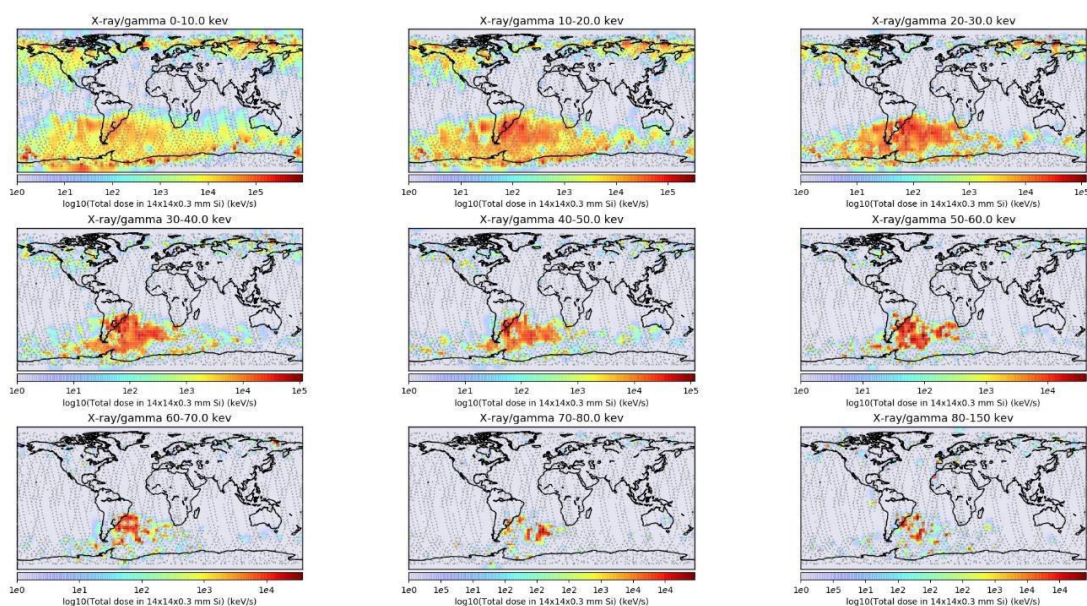 X-ray/gamma 0-10.0 kev
X-ray/gamma 10-20.0 kev
X-ray/gamma 20-30.0 kev
1e0 1e1 1e2 1e3 1e4 1e5
1e0 1e1 1e2 1e3 1e4 1e5
1e0 1e1 1e2 1e3 1e4 1e5
log10(Total dose in 14x14x0.3 mm Si) (keV/s)
log10(Total dose in 14x14x0.3 mm Si) (keV/s)
log10(Total dose in 14x14x0.3 mm Si) (keV/s)
X-ray/gamma 30-40.0 kev
X-ray/gamma 40-50.0 kev
X-ray/gamma 50-60.0 kev
1e0 1e2 1e3 1e4 1e5
1e0 1e2 1e3 1e4 1e5
1e0 1e2 1e3 1e4
log10(Total dose in 14x14x0.3 mm Si) (keV/s)
log10(Total dose in 14x14x0.3 mm Si) (keV/s)
log10(Total dose in 14x14x0.3 mm Si) (keV/s)
X-ray/gamma 60-70.0 kev
X-ray/gamma 70-80.0 kev
X-ray/gamma 80-150 kev
1e0 1e2 1e3 1e4
1e0 1e5 1e1 1e1 1e2 1e2 1e3 1e4 1e4
1e0 1e5 1e1 1e1 1e2 1e2 1e3 1e4 1e4
log10(Total dose in 14x14x0.3 mm Si) (keV/s)
log10(Total dose in 14x14x0.3 mm Si) (keV/s)
log10(Total dose in 14x14x0.3 mm Si) (keV/s)